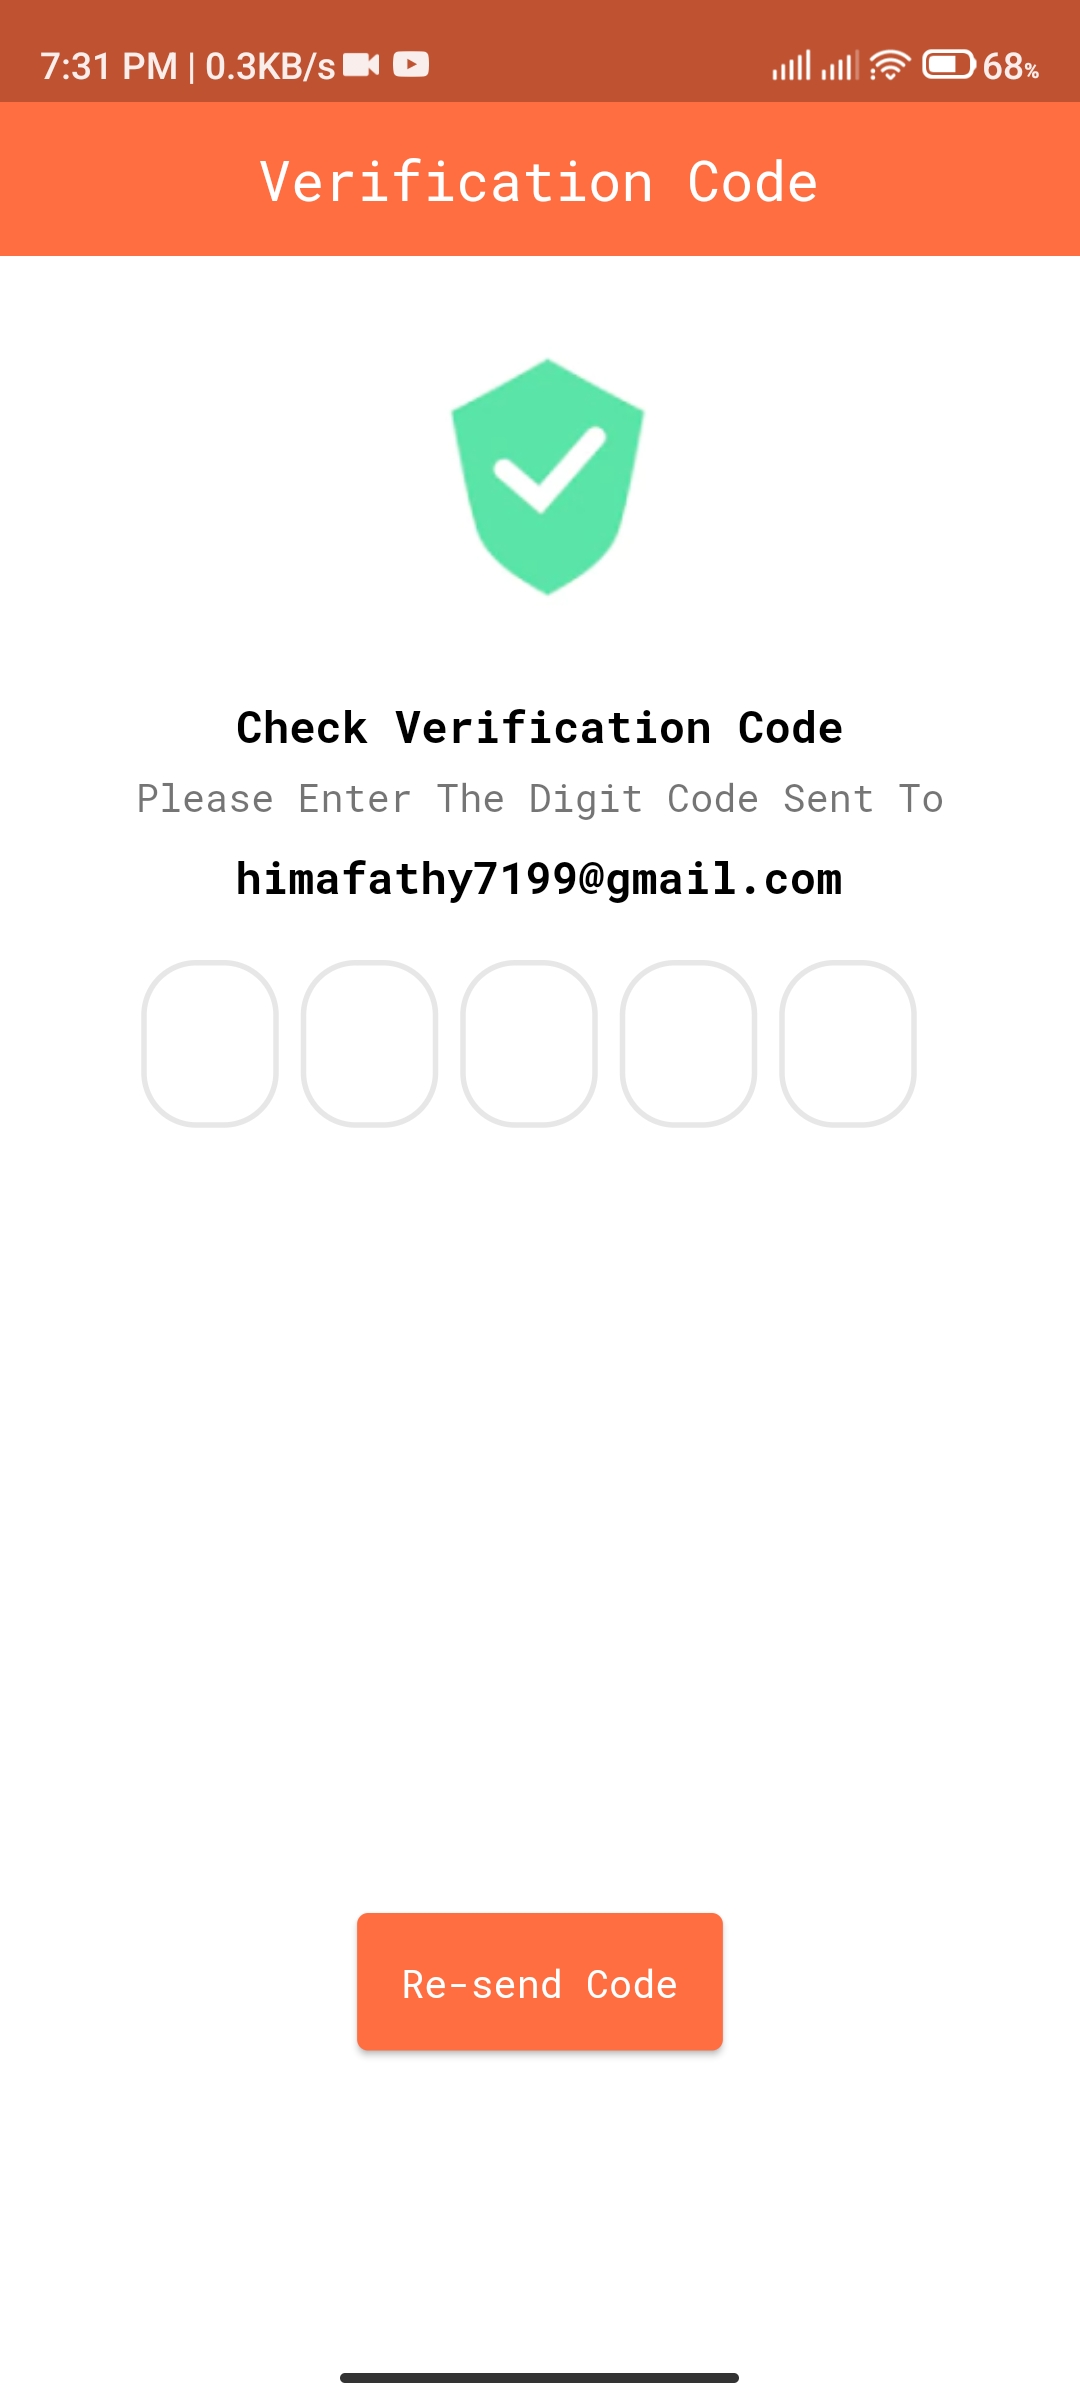 7:31 PM | 0.3KB/s 68%
Verification Code
Check Verification Code
Please Enter The Digit Code Sent To
himafathy7199@gmail.com
Re-send Code